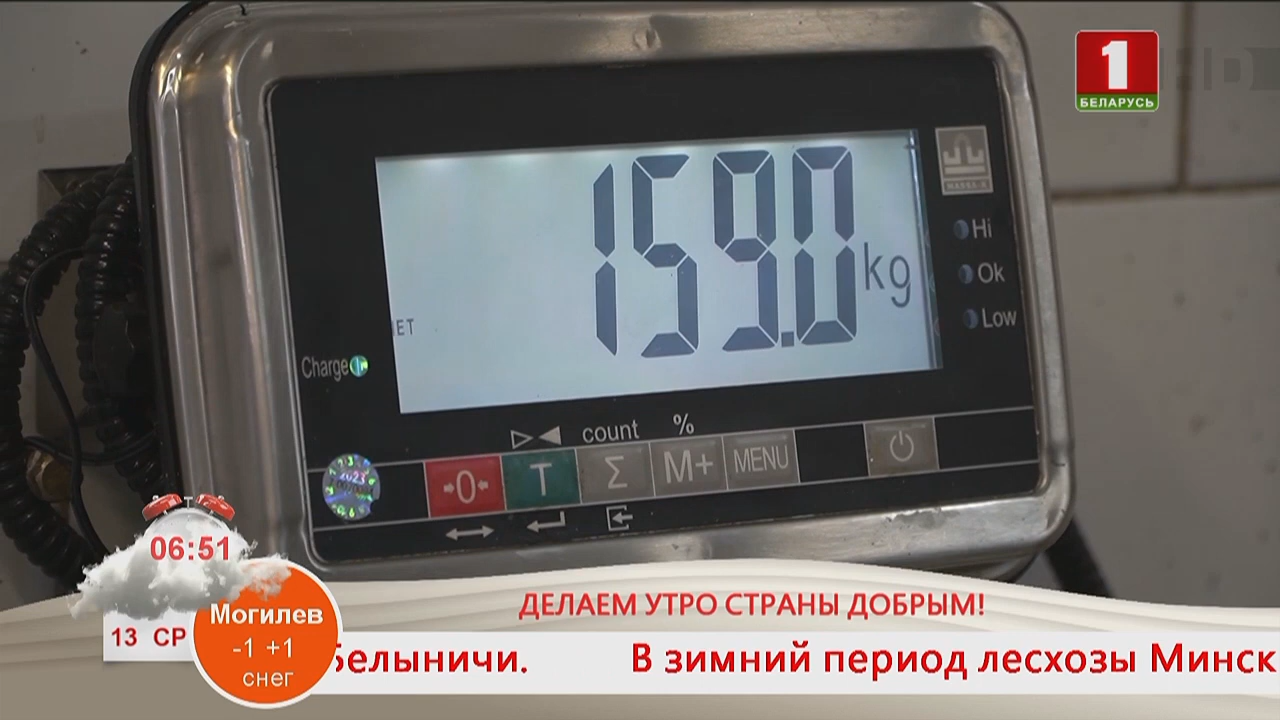 1
БЕЛАРУСЬ
HD
159.0 kg
Hi
Ok
Low
ET
Charge
count %
→0← T Σ M+ MENU
2023
06:51
13 СР
Могилев
-1 +1
снег
ДЕЛАЕМ УТРО СТРАНЫ ДОБРЫМ!
Белыничи. В зимний период лесхозы Минск